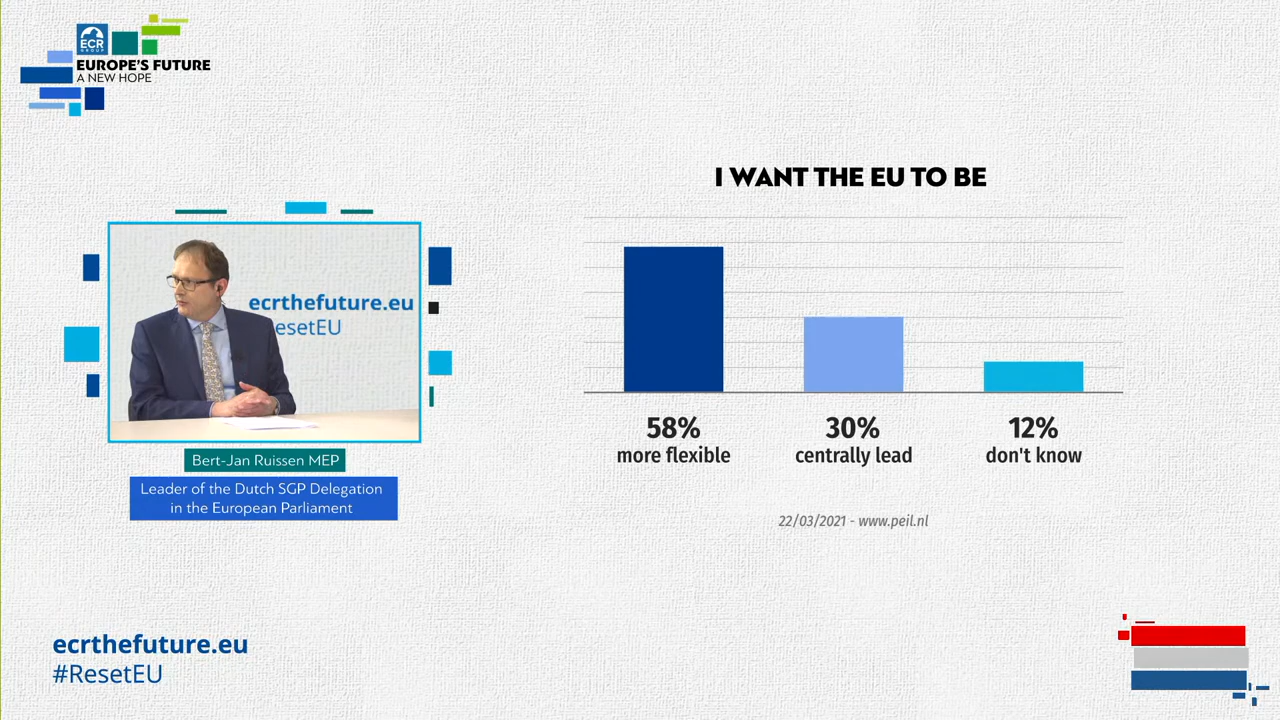 ECR
GROUP
EUROPE'S FUTURE
A NEW HOPE
I WANT THE EU TO BE
ecrthefuture.eu
esetEU
58%
more flexible
30%
centrally lead
12%
don't know
Bert-Jan Ruissen MEP
Leader of the Dutch SGP Delegation
in the European Parliament
22/03/2021 - www.peil.nl
ecrthefuture.eu
#ResetEU